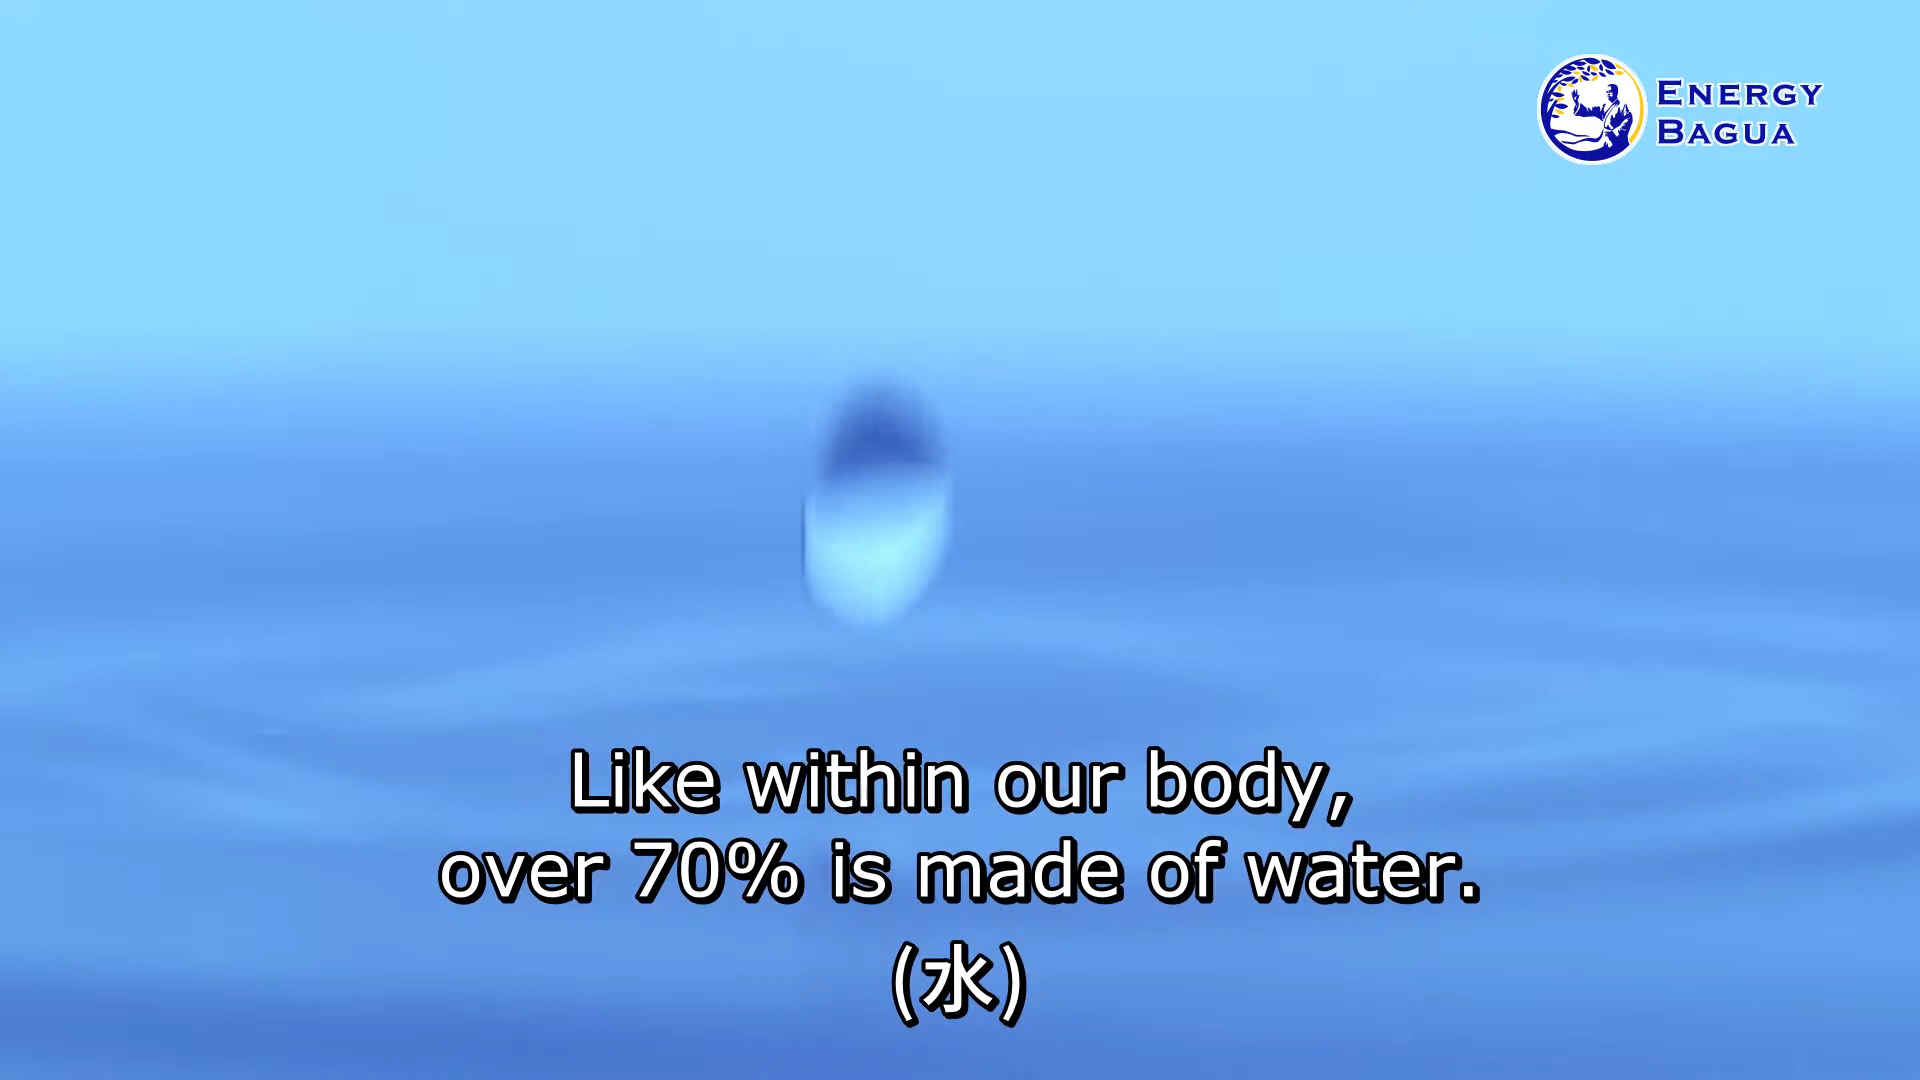 ENERGY
BAGUA
Like within our body,
over 70% is made of water.
(水)